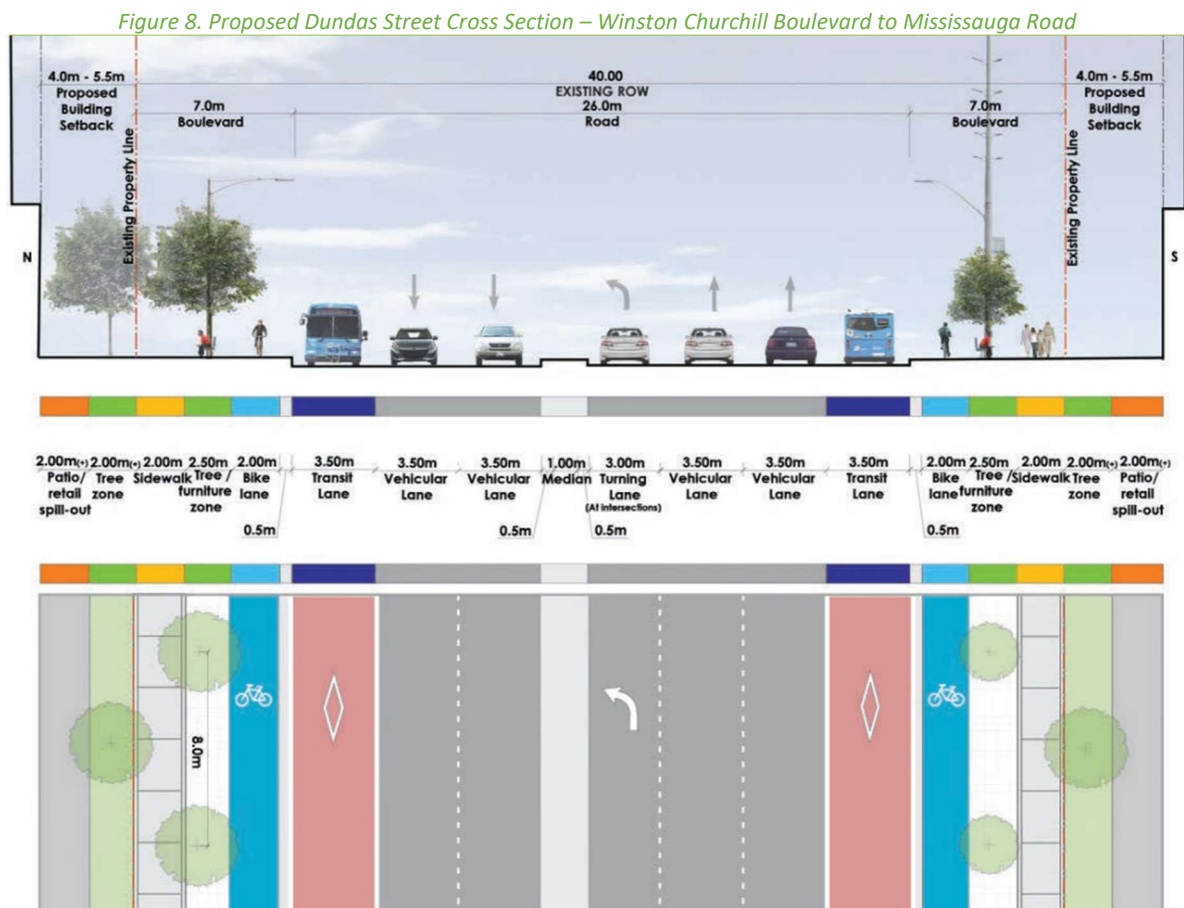 Figure 8. Proposed Dundas Street Cross Section – Winston Churchill Boulevard to Mississauga Road
4.0m - 5.5m
Proposed
Building
Setback
Existing Property Line
7.0m
Boulevard
40.00
EXISTING ROW
26.0m
Road
7.0m
Boulevard
Existing Property Line
4.0m - 5.5m
Proposed
Building
Setback
N
S
2.00m(+)
Patio/
retail
spill-out
2.00m(+)
Tree
zone
2.00m
Sidewalk
2.50m
Tree /
furniture
zone
2.00m
Bike
lane
0.5m
3.50m
Transit
Lane
3.50m
Vehicular
Lane
3.50m
Vehicular
Lane
0.5m
1.00m
Median
0.5m
3.00m
Turning
Lane
(At intersections)
3.50m
Vehicular
Lane
3.50m
Vehicular
Lane
3.50m
Transit
Lane
0.5m
2.00m
Bike
lane
2.50m
Tree /
furniture
zone
2.00m
Sidewalk
2.00m(+)
Tree
zone
2.00m(+)
Patio/
retail
spill-out
8.0m